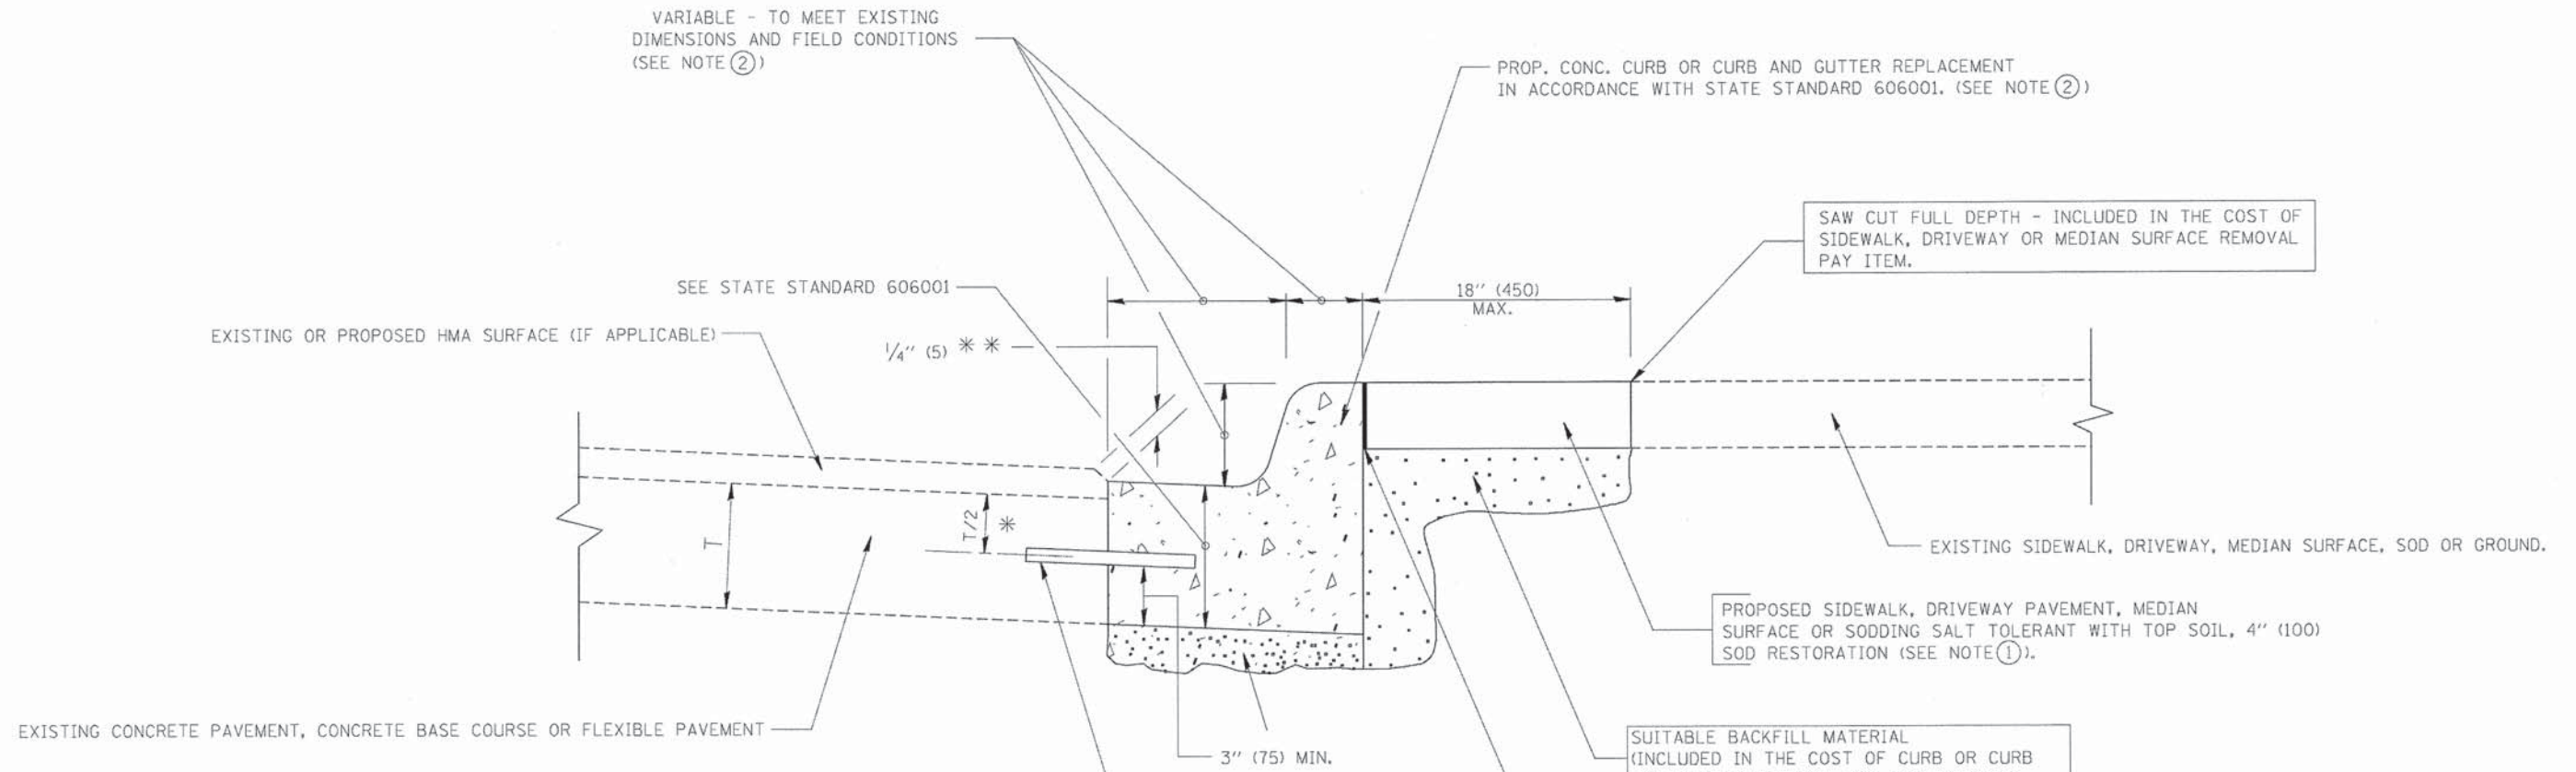 VARIABLE - TO MEET EXISTING
DIMENSIONS AND FIELD CONDITIONS
(SEE NOTE ②)
PROP. CONC. CURB OR CURB AND GUTTER REPLACEMENT
IN ACCORDANCE WITH STATE STANDARD 606001. (SEE NOTE ②)
SAW CUT FULL DEPTH - INCLUDED IN THE COST OF
SIDEWALK, DRIVEWAY OR MEDIAN SURFACE REMOVAL
PAY ITEM.
SEE STATE STANDARD 606001
18'' (450)
MAX.
EXISTING OR PROPOSED HMA SURFACE (IF APPLICABLE)
1/4'' (5) * *
T
T/2 *
EXISTING SIDEWALK, DRIVEWAY, MEDIAN SURFACE, SOD OR GROUND.
PROPOSED SIDEWALK, DRIVEWAY PAVEMENT, MEDIAN
SURFACE OR SODDING SALT TOLERANT WITH TOP SOIL, 4'' (100)
SOD RESTORATION (SEE NOTE ①).
EXISTING CONCRETE PAVEMENT, CONCRETE BASE COURSE OR FLEXIBLE PAVEMENT
3'' (75) MIN.
SUITABLE BACKFILL MATERIAL
(INCLUDED IN THE COST OF CURB OR CURB